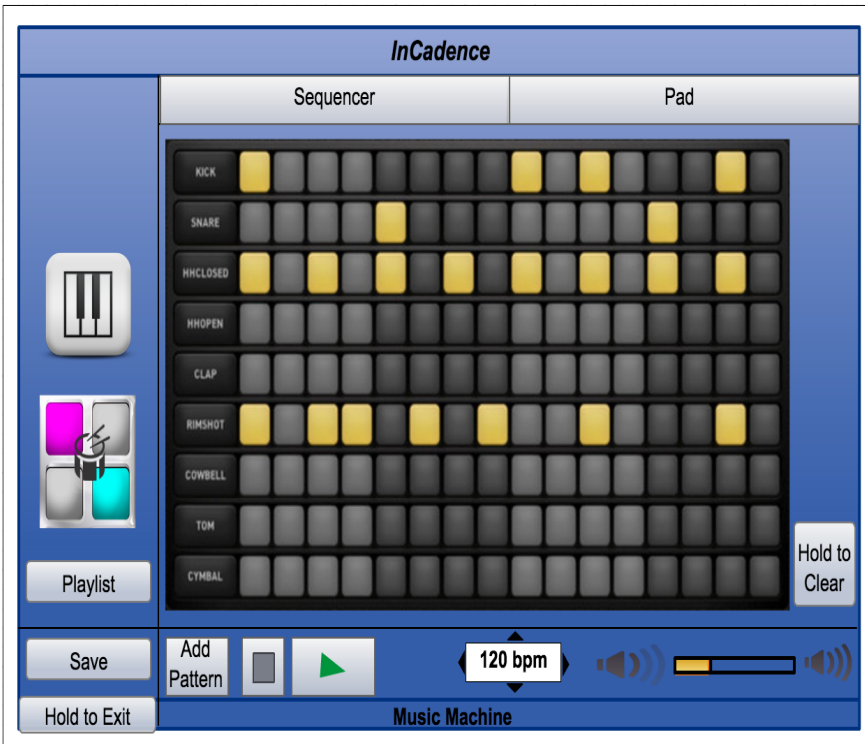 InCadence
Sequencer
Pad
KICK
SNARE
HHCLOSED
HHOPEN
CLAP
RIMSHOT
COWBELL
TOM
CYMBAL
Playlist
Hold to
Clear
Save
Add
Pattern
120 bpm
Hold to Exit
Music Machine